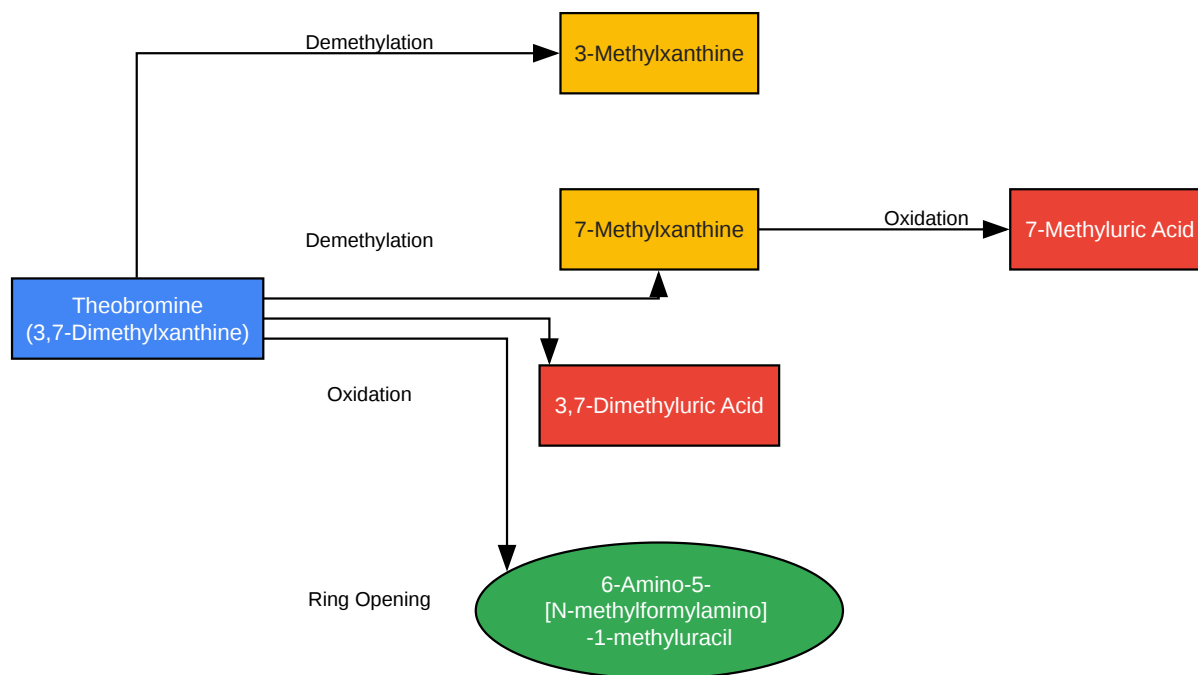 Demethylation
3-Methylxanthine
7-Methylxanthine
Oxidation
7-Methyluric Acid
Demethylation
Theobromine
(3,7-Dimethylxanthine)
Oxidation
3,7-Dimethyluric Acid
Ring Opening
6-Amino-5-
[N-methylformylamino]
-1-methyluracil